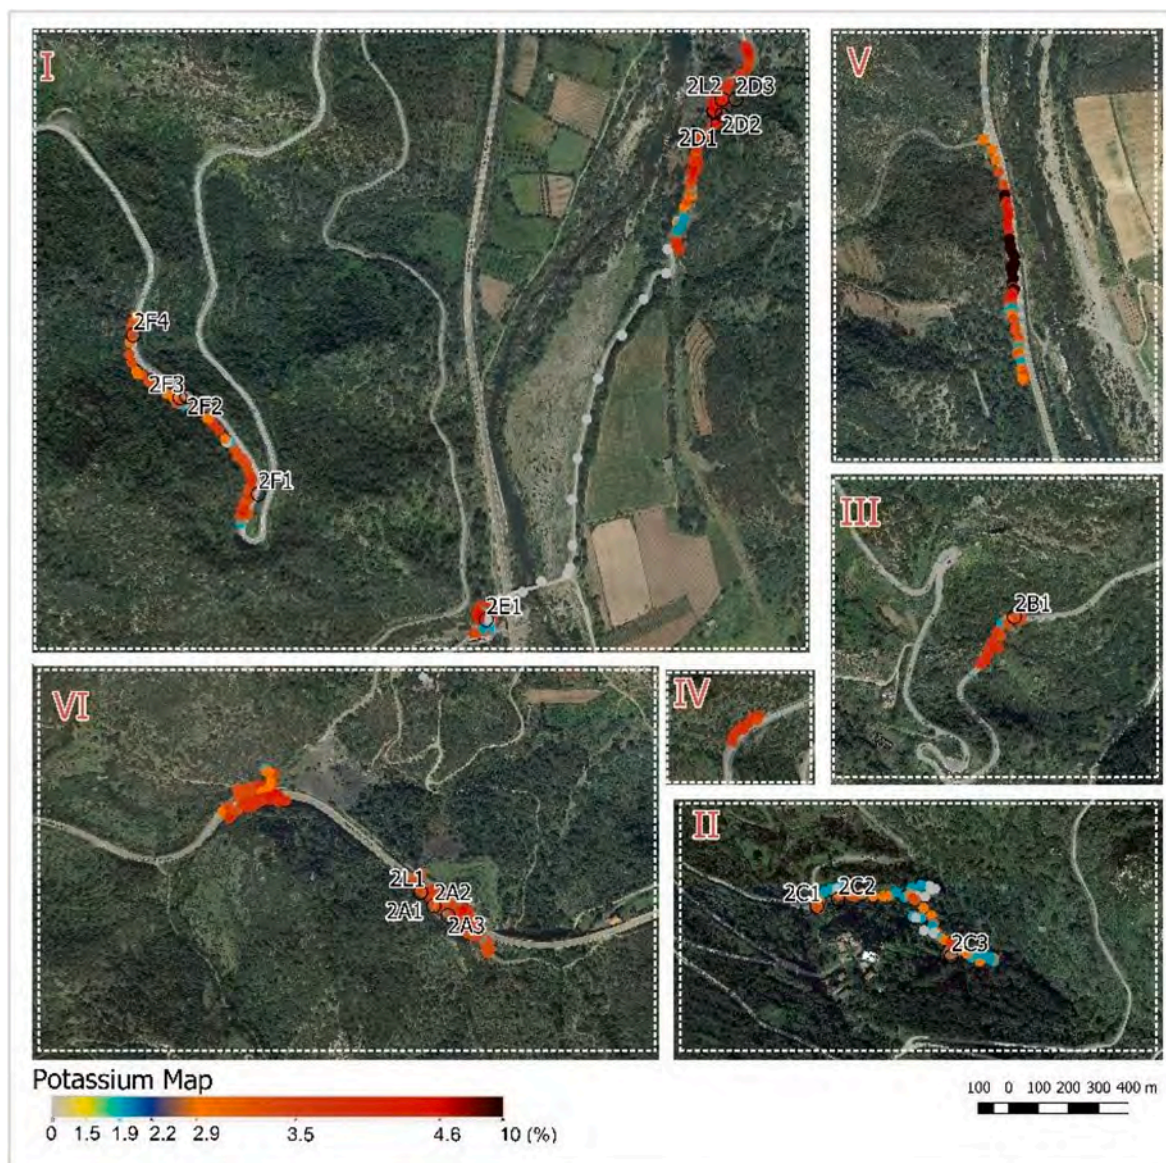 I
2L2 2D3
2D2
2D1
2F4
2F3
2F2
2F1
2E1
V
III
2B1
VI
2L1
2A2
2A1
2A3
IV
II
2C1 2C2
2C3
Potassium Map
0 1.5 1.9 2.2 2.9 3.5 4.6 10 (%)
100 0 100 200 300 400 m